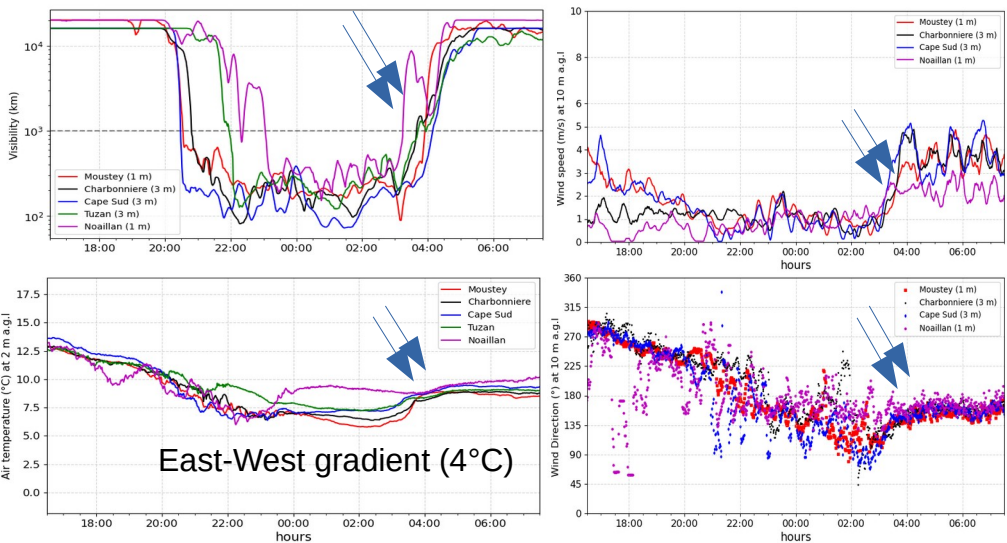 10⁴
10³
10²
Visibility (km)
Moustey (1 m)
Charbonniere (3 m)
Cape Sud (3 m)
Tuzan (3 m)
Noaillan (1 m)
18:00 20:00 22:00 00:00 02:00 04:00 06:00
10
8
6
5
4
3
2
1
0
Wind speed (m/s) at 10 m a.g.l
Moustey (1 m)
Charbonniere (3 m)
Cape Sud (3 m)
Noaillan (1 m)
18:00 20:00 22:00 00:00 02:00 04:00 06:00
hours
17.5
15.0
12.5
10.0
7.5
5.0
2.5
0.0
Air temperature (°C) at 2 m a.g.l
Moustey
Charbonniere
Cape Sud
Tuzan
Noaillan
East-West gradient (4°C)
18:00 20:00 22:00 00:00 02:00 04:00 06:00
hours
360
315
270
225
180
135
90
45
0
Wind Direction (°) at 10 m a.g.l
Moustey (1 m)
Charbonniere (3 m)
Cape Sud (3 m)
Noaillan (1 m)
18:00 20:00 22:00 00:00 02:00 04:00 06:00
hours